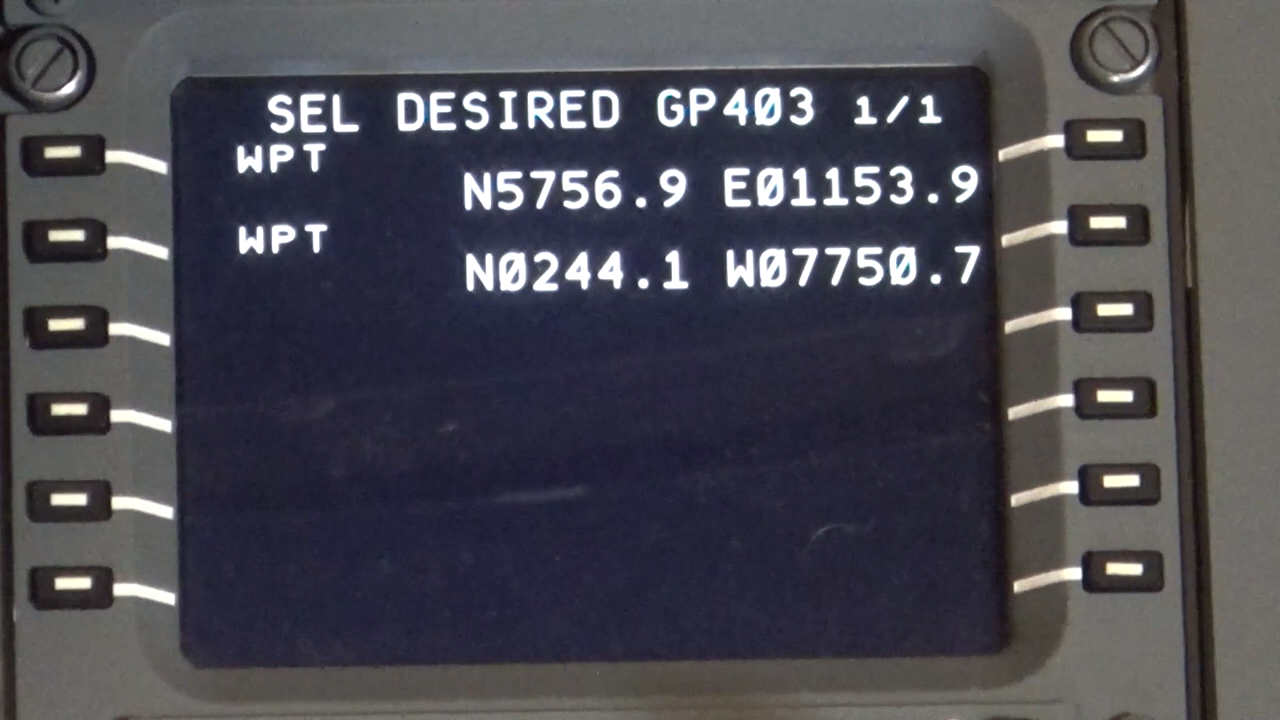 SEL DESIRED GP403 1/1
WPT
N5756.9 E01153.9
WPT
N0244.1 W07750.7